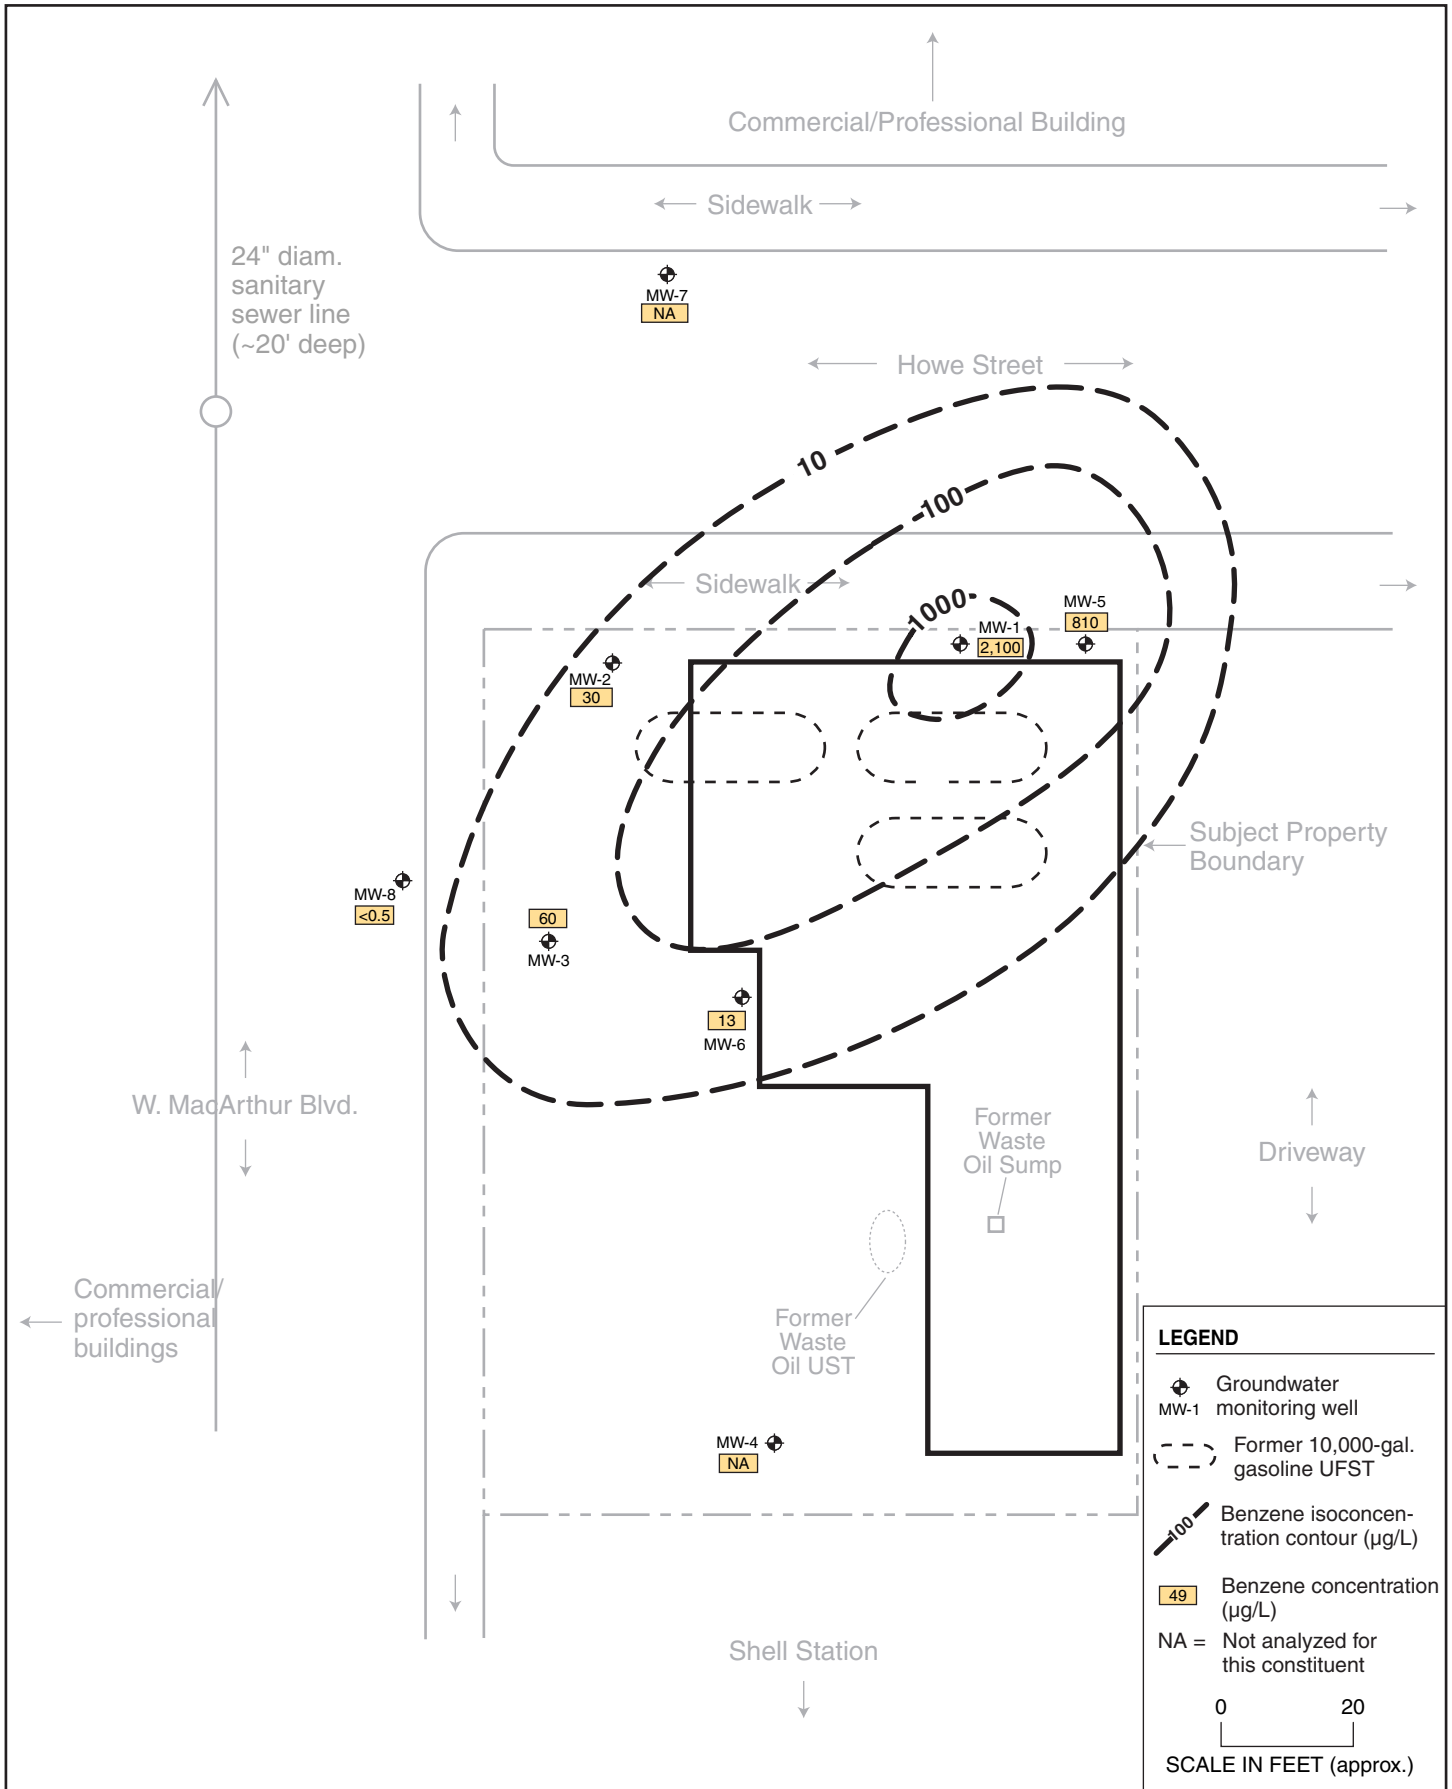 Commercial/Professional Building
Sidewalk
24" diam.
sanitary
sewer line
(~20' deep)
MW-7
NA
Howe Street
10
100
Sidewalk
1000
MW-5
810
MW-1
2,100
MW-2
30
Subject Property
Boundary
MW-8
<0.5
60
MW-3
13
MW-6
W. MacArthur Blvd.
Former
Waste
Oil Sump
Driveway
Commercial/
professional
buildings
Former
Waste
Oil UST
MW-4
NA
Shell Station
LEGEND
MW-1
Groundwater
monitoring well
Former 10,000-gal.
gasoline UFST
100
Benzene isoconcen-
tration contour (µg/L)
49
Benzene concentration
(µg/L)
NA = Not analyzed for
this constituent
0 20
SCALE IN FEET (approx.)